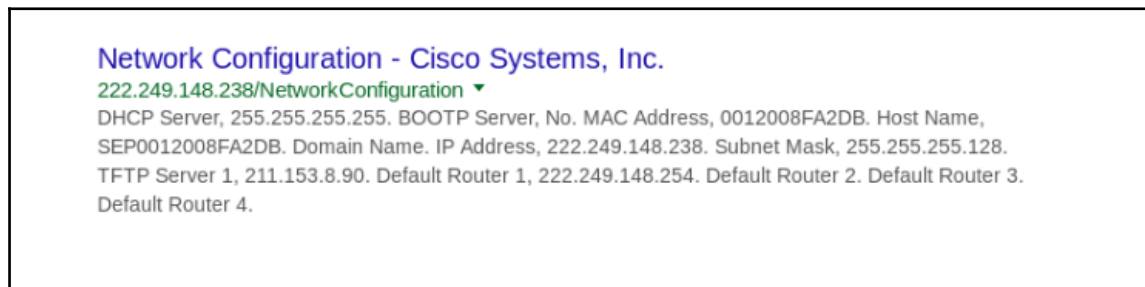 Network Configuration - Cisco Systems, Inc.
222.249.148.238/NetworkConfiguration
DHCP Server, 255.255.255.255. BOOTP Server, No. MAC Address, 0012008FA2DB. Host Name,
SEP0012008FA2DB. Domain Name. IP Address, 222.249.148.238. Subnet Mask, 255.255.255.128.
TFTP Server 1, 211.153.8.90. Default Router 1, 222.249.148.254. Default Router 2. Default Router 3.
Default Router 4.